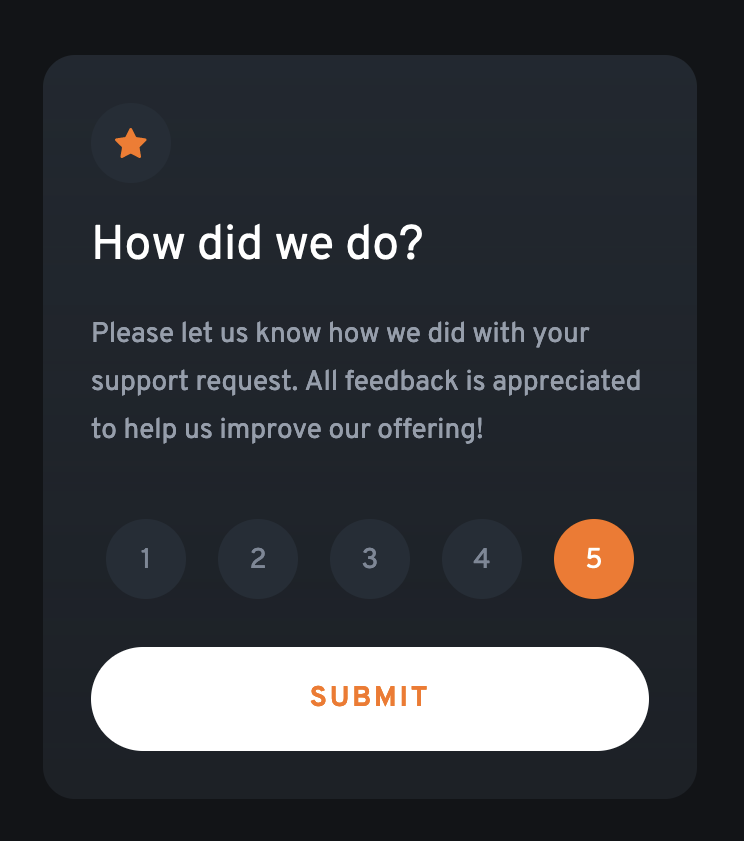 How did we do?
Please let us know how we did with your
support request. All feedback is appreciated
to help us improve our offering!
1 2 3 4 5
SUBMIT